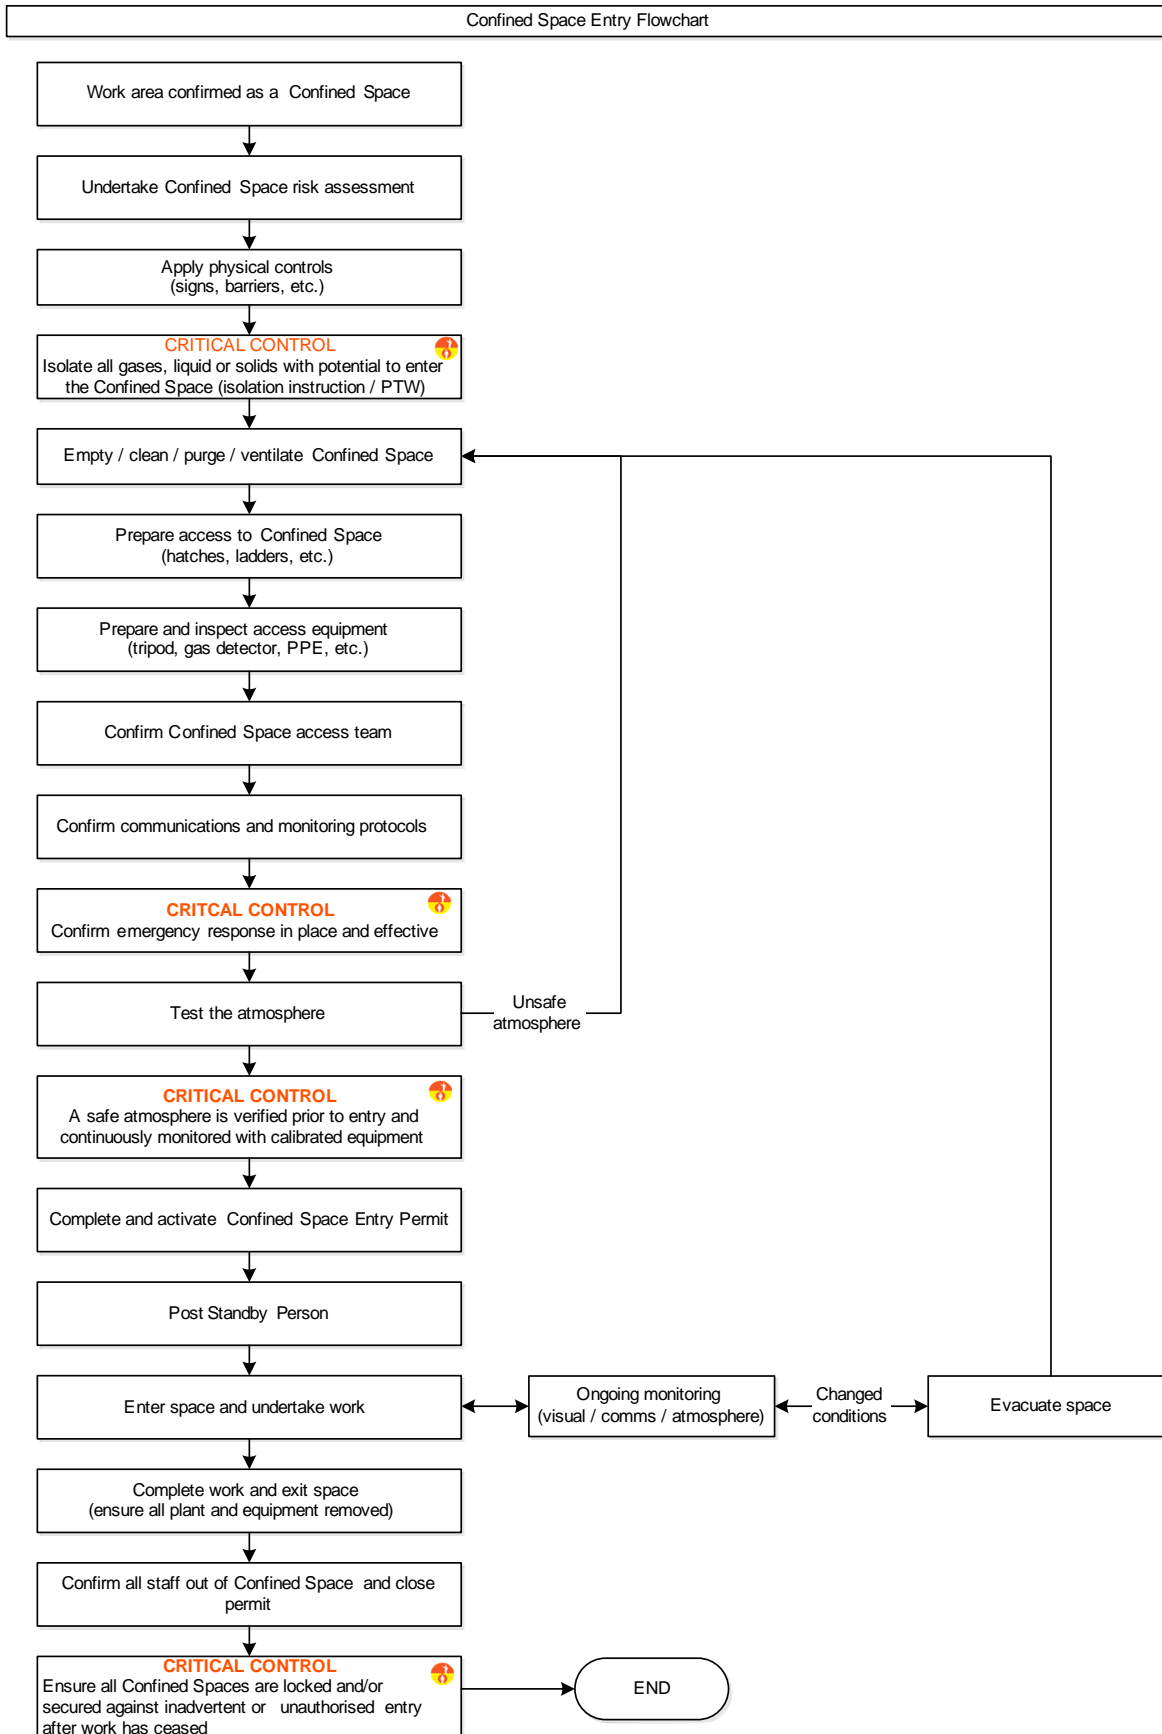 Confined Space Entry Flowchart
Work area confirmed as a Confined Space
Undertake Confined Space risk assessment
Apply physical controls
(signs, barriers, etc.)
CRITICAL CONTROL
Isolate all gases, liquid or solids with potential to enter
the Confined Space (isolation instruction / PTW)
Empty / clean / purge / ventilate Confined Space
Prepare access to Confined Space
(hatches, ladders, etc.)
Prepare and inspect access equipment
(tripod, gas detector, PPE, etc.)
Confirm Confined Space access team
Confirm communications and monitoring protocols
CRITCAL CONTROL
Confirm emergency response in place and effective
Test the atmosphere
Unsafe
atmosphere
CRITICAL CONTROL
A safe atmosphere is verified prior to entry and
continuously monitored with calibrated equipment
Complete and activate Confined Space Entry Permit
Post Standby Person
Enter space and undertake work
Ongoing monitoring
(visual / comms / atmosphere)
Changed
conditions
Evacuate space
Complete work and exit space
(ensure all plant and equipment removed)
Confirm all staff out of Confined Space and close
permit
CRITICAL CONTROL
Ensure all Confined Spaces are locked and/or
secured against inadvertent or unauthorised entry
after work has ceased
END